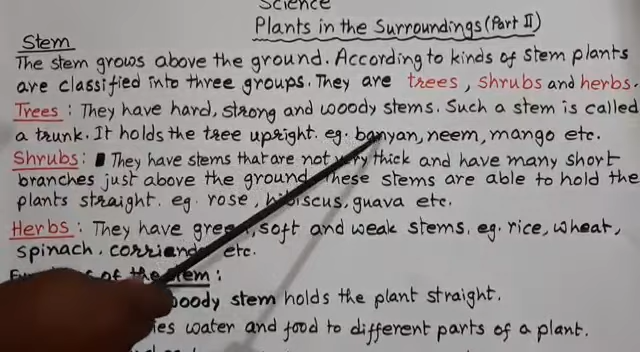 Science
Plants in the Surroundings (Part II)
Stem
The stem grows above the ground. According to kinds of stem plants
are classified into three groups. They are trees, shrubs and herbs.
Trees : They have hard, strong and woody stems. Such a stem is called
a trunk. It holds the tree upright. eg. banyan, neem, mango etc.
Shrubs : They have stems that are not very thick and have many short
branches just above the ground. These stems are able to hold the
plants straight. eg. rose, hibiscus, guava etc.
Herbs : They have green, soft and weak stems. eg. rice, wheat,
spinach, corriander etc.
of the stem :
woody stem holds the plant straight.
water and food to different parts of a plant.